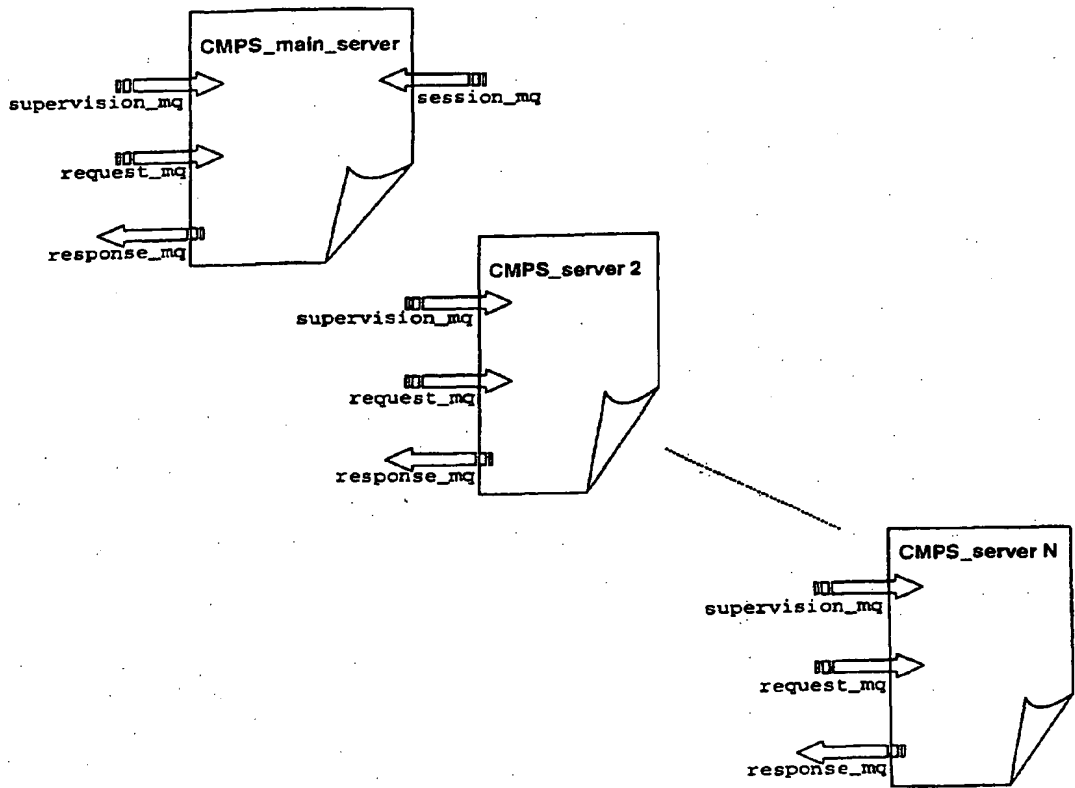 CMPS_main_server
supervision_mq
session_mq
request_mq
response_mq
CMPS_server 2
supervision_mq
request_mq
response_mq
CMPS_server N
supervision_mq
request_mq
response_mq